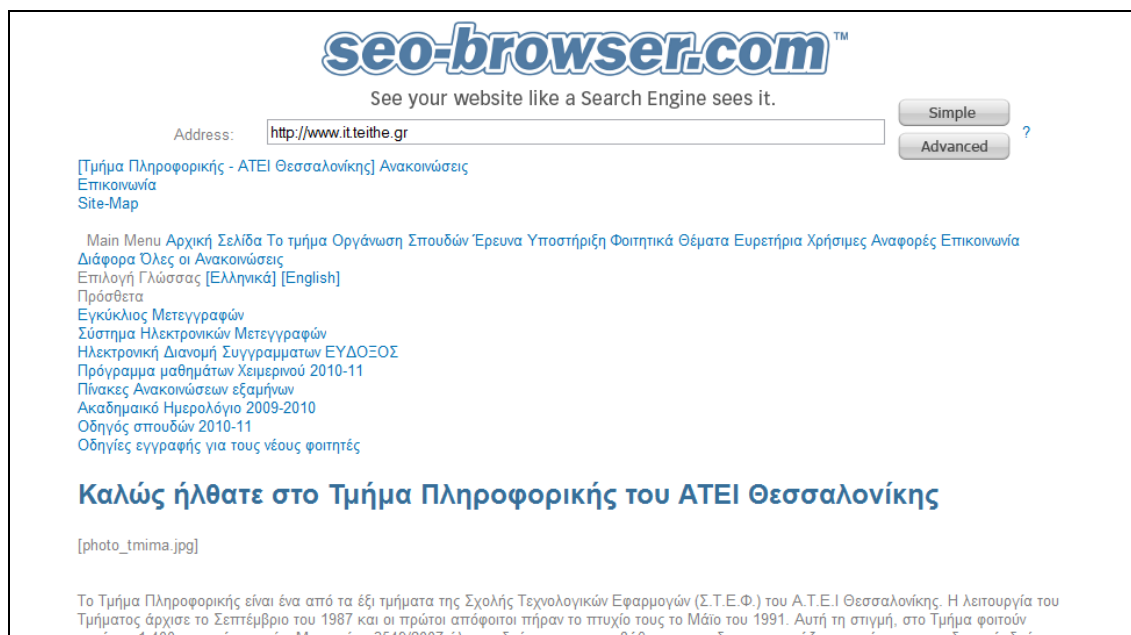 seo-browser.com™
See your website like a Search Engine sees it.
Simple
Address: http://www.it.teithe.gr ?
Advanced
[Τμήμα Πληροφορικής - ΑΤΕΙ Θεσσαλονίκης] Ανακοινώσεις
Επικοινωνία
Site-Map
Main Menu Αρχική Σελίδα Το τμήμα Οργάνωση Σπουδών Έρευνα Υποστήριξη Φοιτητικά Θέματα Ευρετήρια Χρήσιμες Αναφορές Επικοινωνία
Διάφορα Όλες οι Ανακοινώσεις
Επιλογή Γλώσσας [Ελληνικά] [English]
Πρόσθετα
Εγκύκλιος Μετεγγραφών
Σύστημα Ηλεκτρονικών Μετεγγραφών
Ηλεκτρονική Διανομή Συγγραμματων ΕΥΔΟΞΟΣ
Πρόγραμμα μαθημάτων Χειμερινού 2010-11
Πίνακες Ανακοινώσεων εξαμήνων
Ακαδημαικό Ημερολόγιο 2009-2010
Οδηγός σπουδών 2010-11
Οδηγίες εγγραφής για τους νέους φοιτητές
Καλώς ήλθατε στο Τμήμα Πληροφορικής του ΑΤΕΙ Θεσσαλονίκης
[photo_tmima.jpg]
Το Τμήμα Πληροφορικής είναι ένα από τα έξι τμήματα της Σχολής Τεχνολογικών Εφαρμογών (Σ.Τ.Ε.Φ.) του Α.Τ.Ε.Ι Θεσσαλονίκης. Η λειτουργία του
Τμήματος άρχισε το Σεπτέμβριο του 1987 και οι πρώτοι απόφοιτοι πήραν το πτυχίο τους το Μάϊο του 1991. Αυτή τη στιγμή, στο Τμήμα φοιτούν